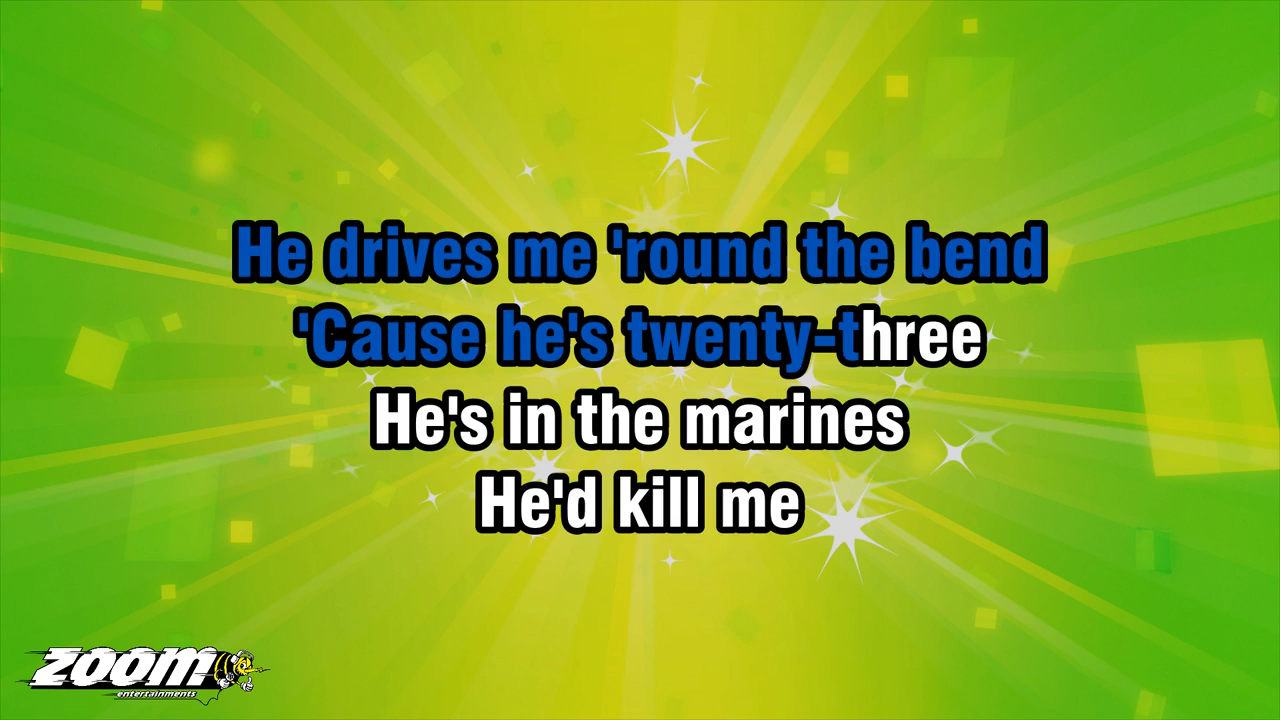 He drives me 'round the bend
'Cause he's twenty-three
He's in the marines
He'd kill me
ZOOM
entertainments